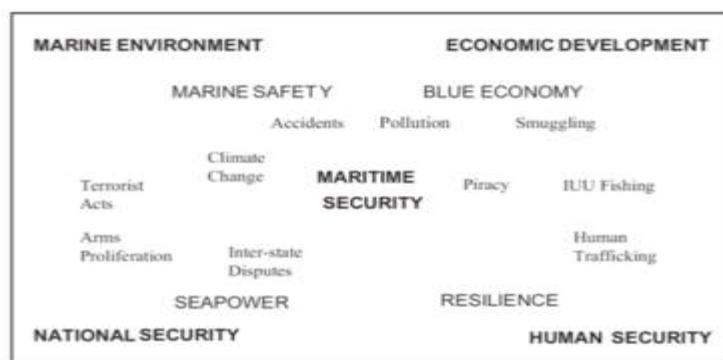 MARINE ENVIRONMENT ECONOMIC DEVELOPMENT
MARINE SAFETY BLUE ECONOMY
Accidents Pollution Smuggling
Climate
Change
MARITIME
SECURITY
Terrorist
Acts
Piracy IUU Fishing
Arms
Proliferation
Inter-state
Disputes
Human
Trafficking
SEAPOWER RESILIENCE
NATIONAL SECURITY HUMAN SECURITY